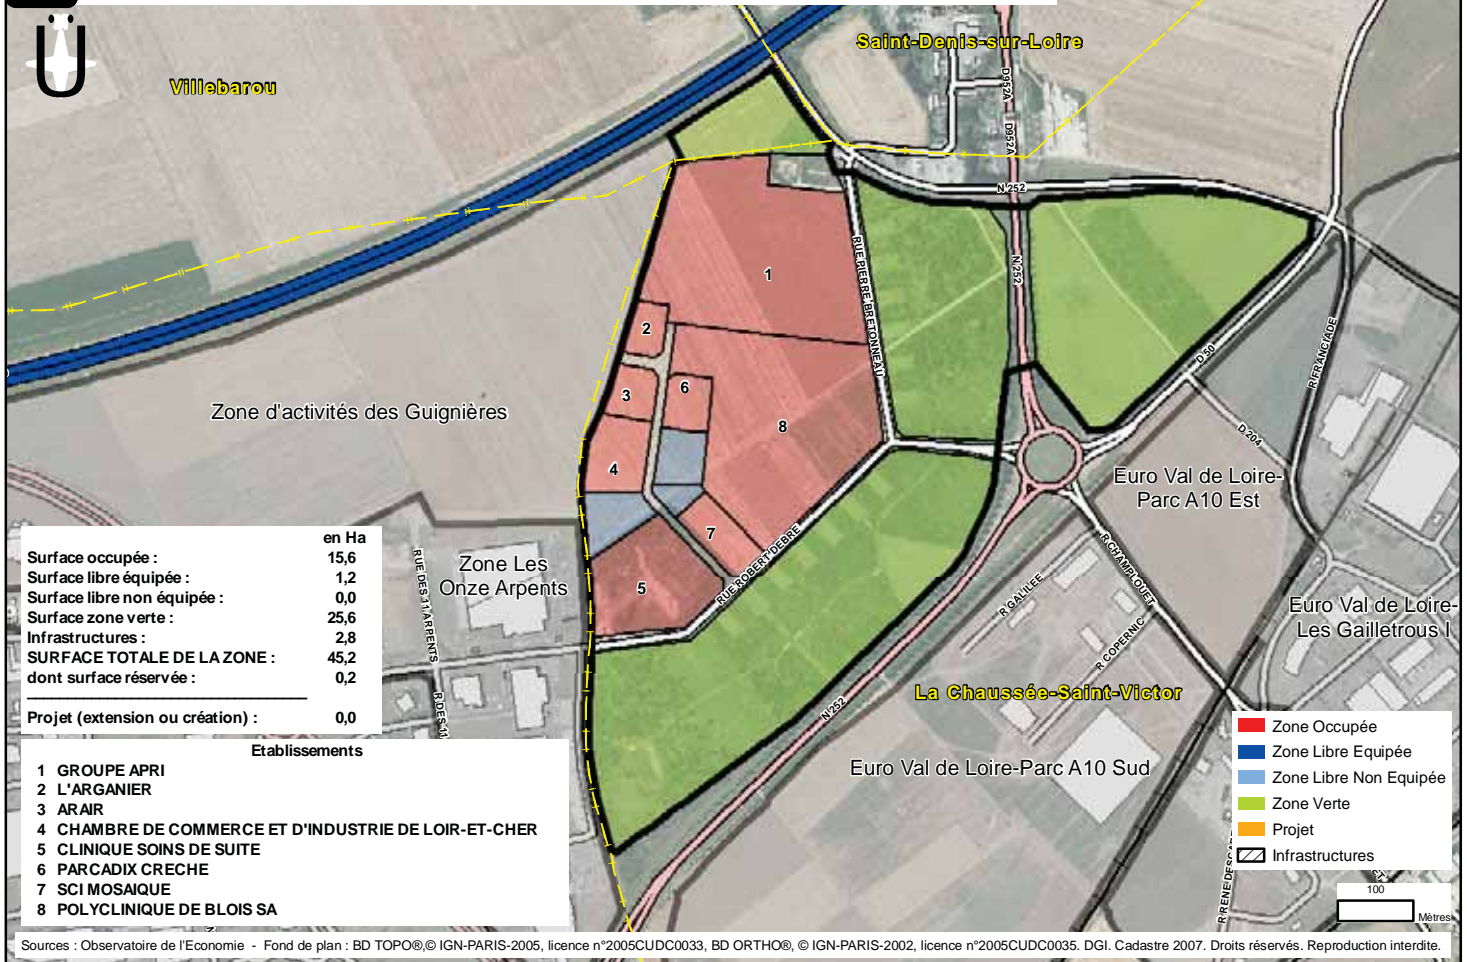 Saint-Denis-sur-Loire
Villebarou
D952A
D952A
N 252
RUE PIERRE BRETONNEAU
N 252
1
2
3
6
8
4
7
5
D 50
R FRANCIADE
D 204
Zone d'activités des Guignières
Euro Val de Loire-
Parc A10 Est
Zone Les
Onze Arpents
RUE DES 11 ARPENTS
R DES 11
RUE ROBERT DEBRE
R CHAMPLOUET
R GALILEE
R COPERNIC
Euro Val de Loire-
Les Gailletrous I
La Chaussée-Saint-Victor
N 252
Euro Val de Loire-Parc A10 Sud
en Ha
Surface occupée : 15,6
Surface libre équipée : 1,2
Surface libre non équipée : 0,0
Surface zone verte : 25,6
Infrastructures : 2,8
SURFACE TOTALE DE LA ZONE : 45,2
dont surface réservée : 0,2
Projet (extension ou création) : 0,0
Etablissements
1 GROUPE APRI
2 L'ARGANIER
3 ARAIR
4 CHAMBRE DE COMMERCE ET D'INDUSTRIE DE LOIR-ET-CHER
5 CLINIQUE SOINS DE SUITE
6 PARCADIX CRECHE
7 SCI MOSAIQUE
8 POLYCLINIQUE DE BLOIS SA
Zone Occupée
Zone Libre Equipée
Zone Libre Non Equipée
Zone Verte
Projet
Infrastructures
100
Mètres
Sources : Observatoire de l'Economie - Fond de plan : BD TOPO®,© IGN-PARIS-2005, licence n°2005CUDC0033, BD ORTHO®, © IGN-PARIS-2002, licence n°2005CUDC0035. DGI. Cadastre 2007. Droits réservés. Reproduction interdite.